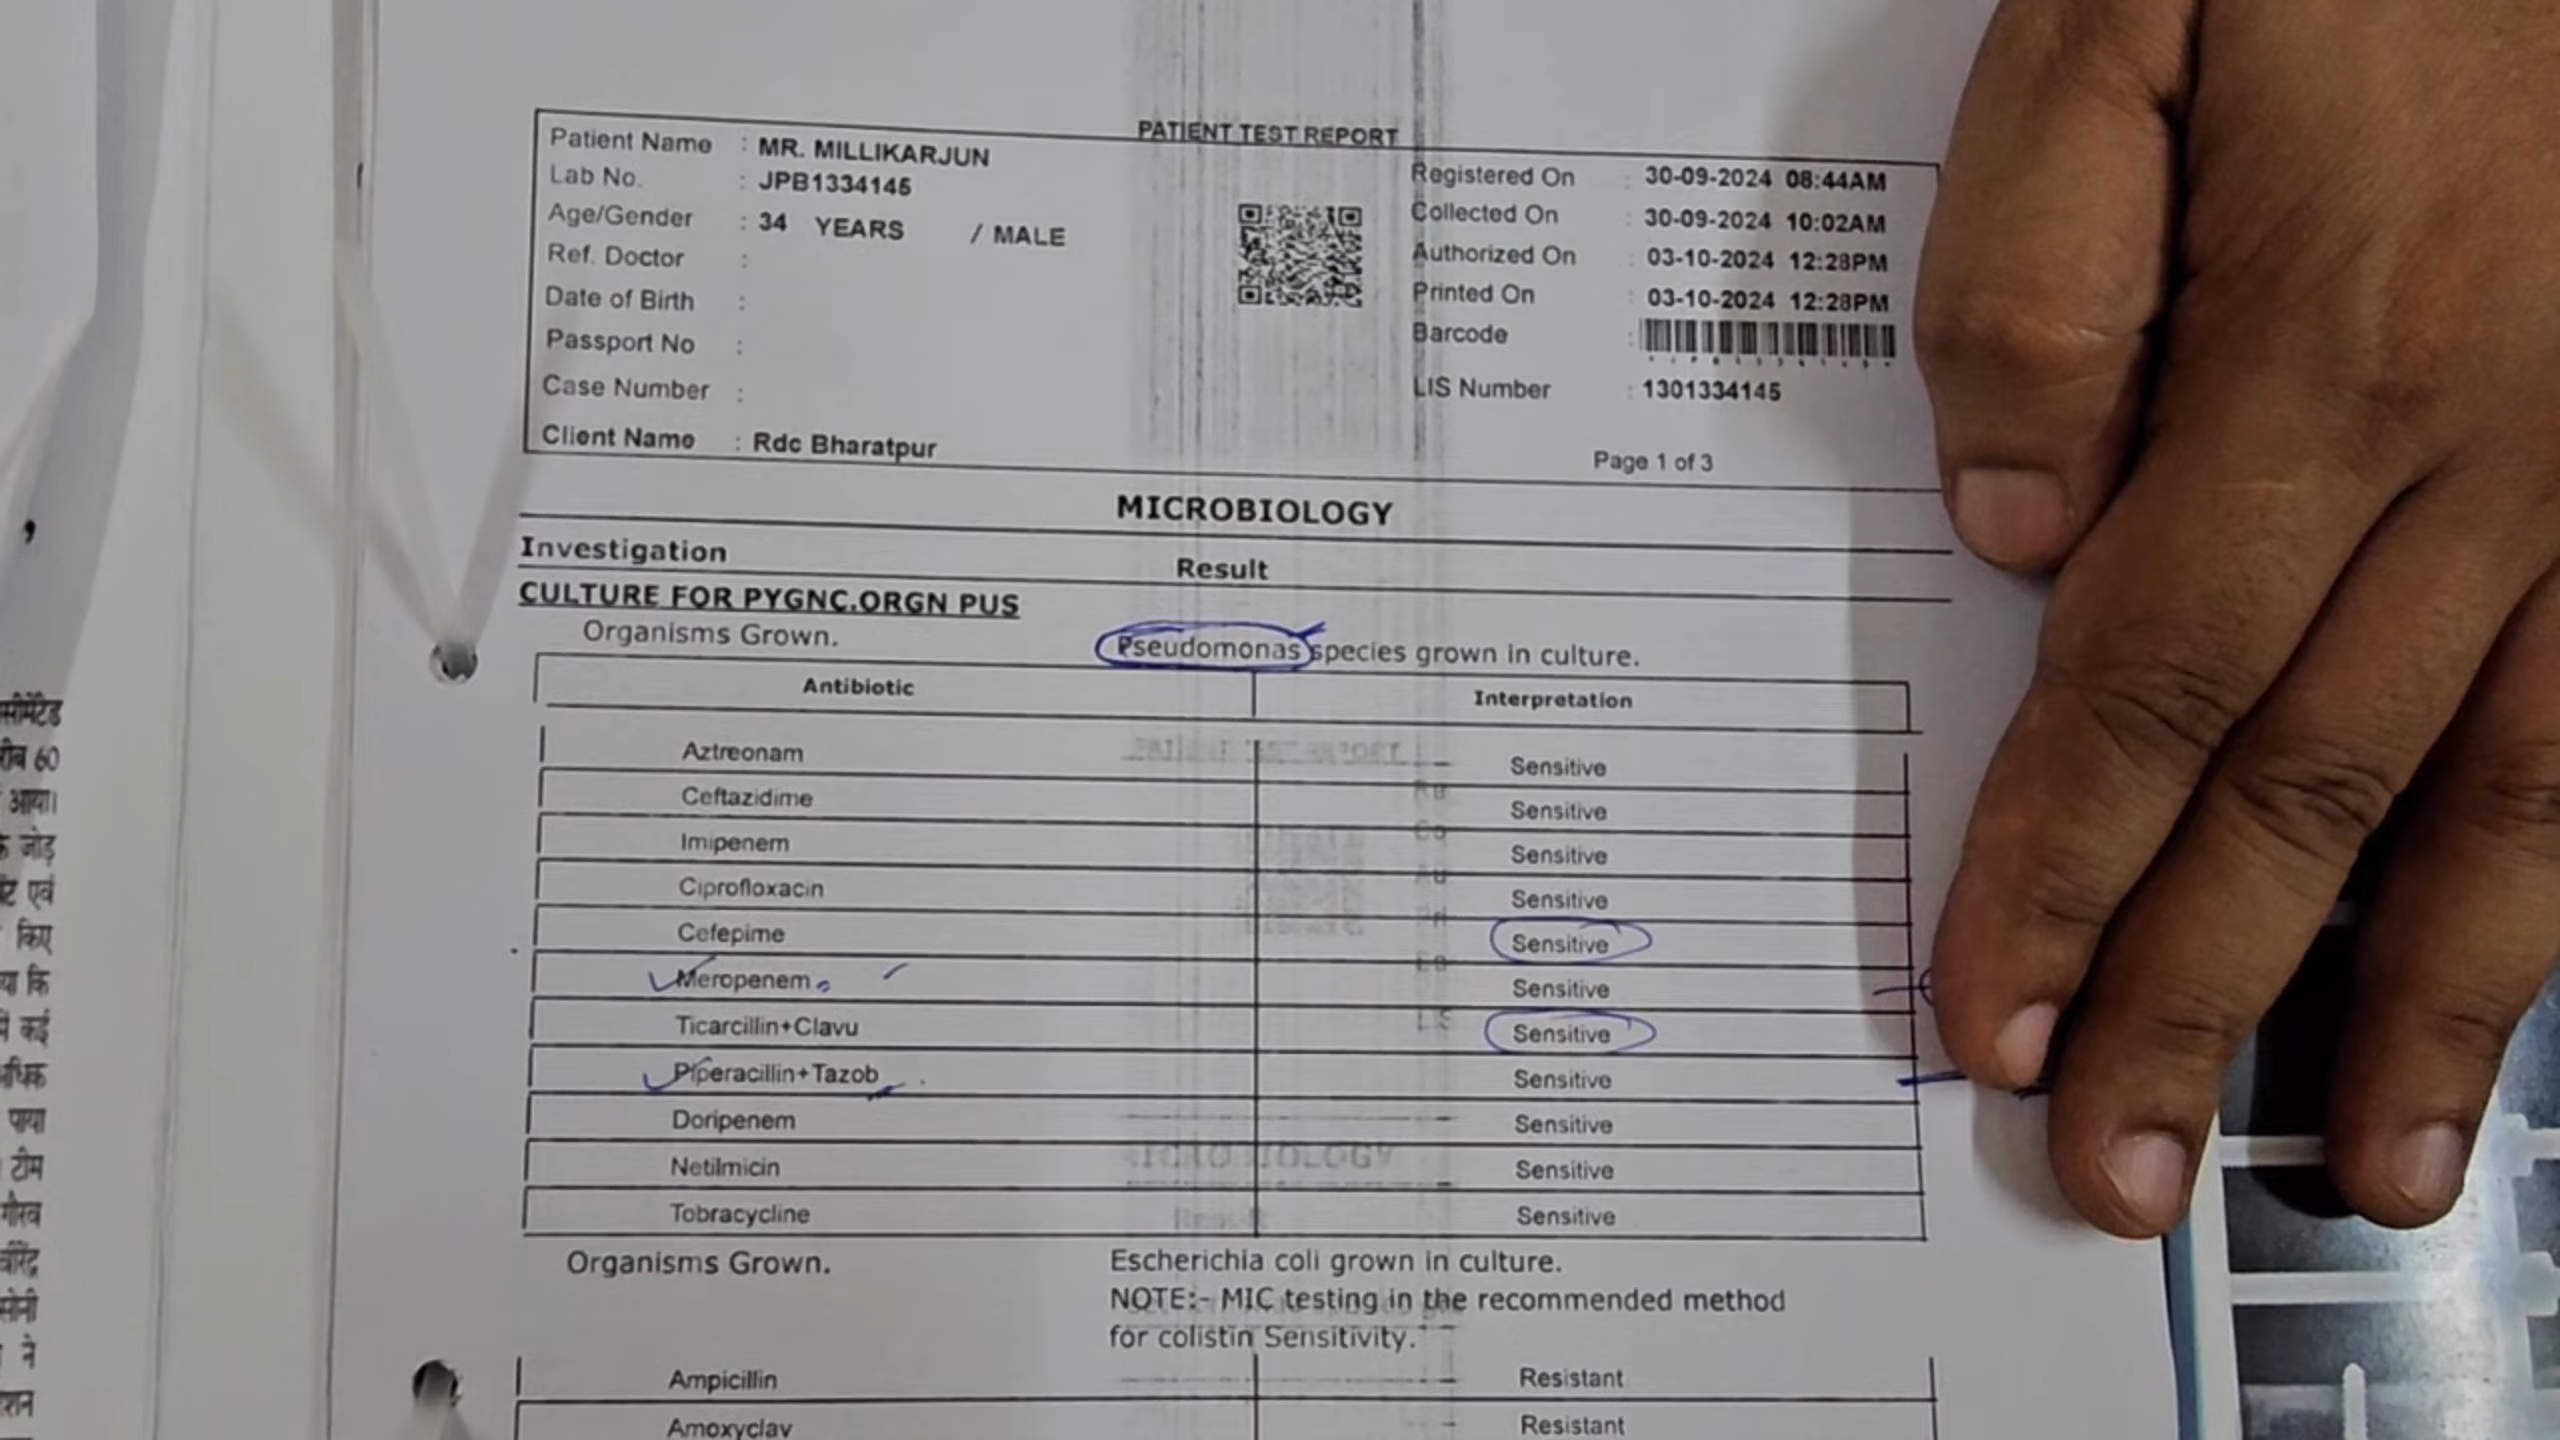 PATIENT TEST REPORT
Patient Name : MR. MILLIKARJUN
Lab No. : JPB1334145
Age/Gender : 34 YEARS / MALE
Ref. Doctor :
Date of Birth :
Passport No :
Case Number :
Client Name : Rdc Bharatpur
Registered On : 30-09-2024 08:44AM
Collected On : 30-09-2024 10:02AM
Authorized On : 03-10-2024 12:28PM
Printed On : 03-10-2024 12:28PM
Barcode :
LIS Number : 1301334145
Page 1 of 3
MICROBIOLOGY
Investigation Result
CULTURE FOR PYGNC.ORGN PUS
Organisms Grown. Pseudomonas species grown in culture.
Antibiotic Interpretation
Aztreonam Sensitive
Ceftazidime Sensitive
Imipenem Sensitive
Ciprofloxacin Sensitive
Cefepime Sensitive
Meropenem Sensitive
Ticarcillin+Clavu Sensitive
Piperacillin+Tazob Sensitive
Doripenem Sensitive
Netilmicin Sensitive
Tobracycline Sensitive
Organisms Grown. Escherichia coli grown in culture.
NOTE:- MIC testing in the recommended method
for colistin Sensitivity.
Ampicillin Resistant
Amoxyclav Resistant
60
आया।
जोड़
एवं
किए
कि
कई
पाया
टीम
ने